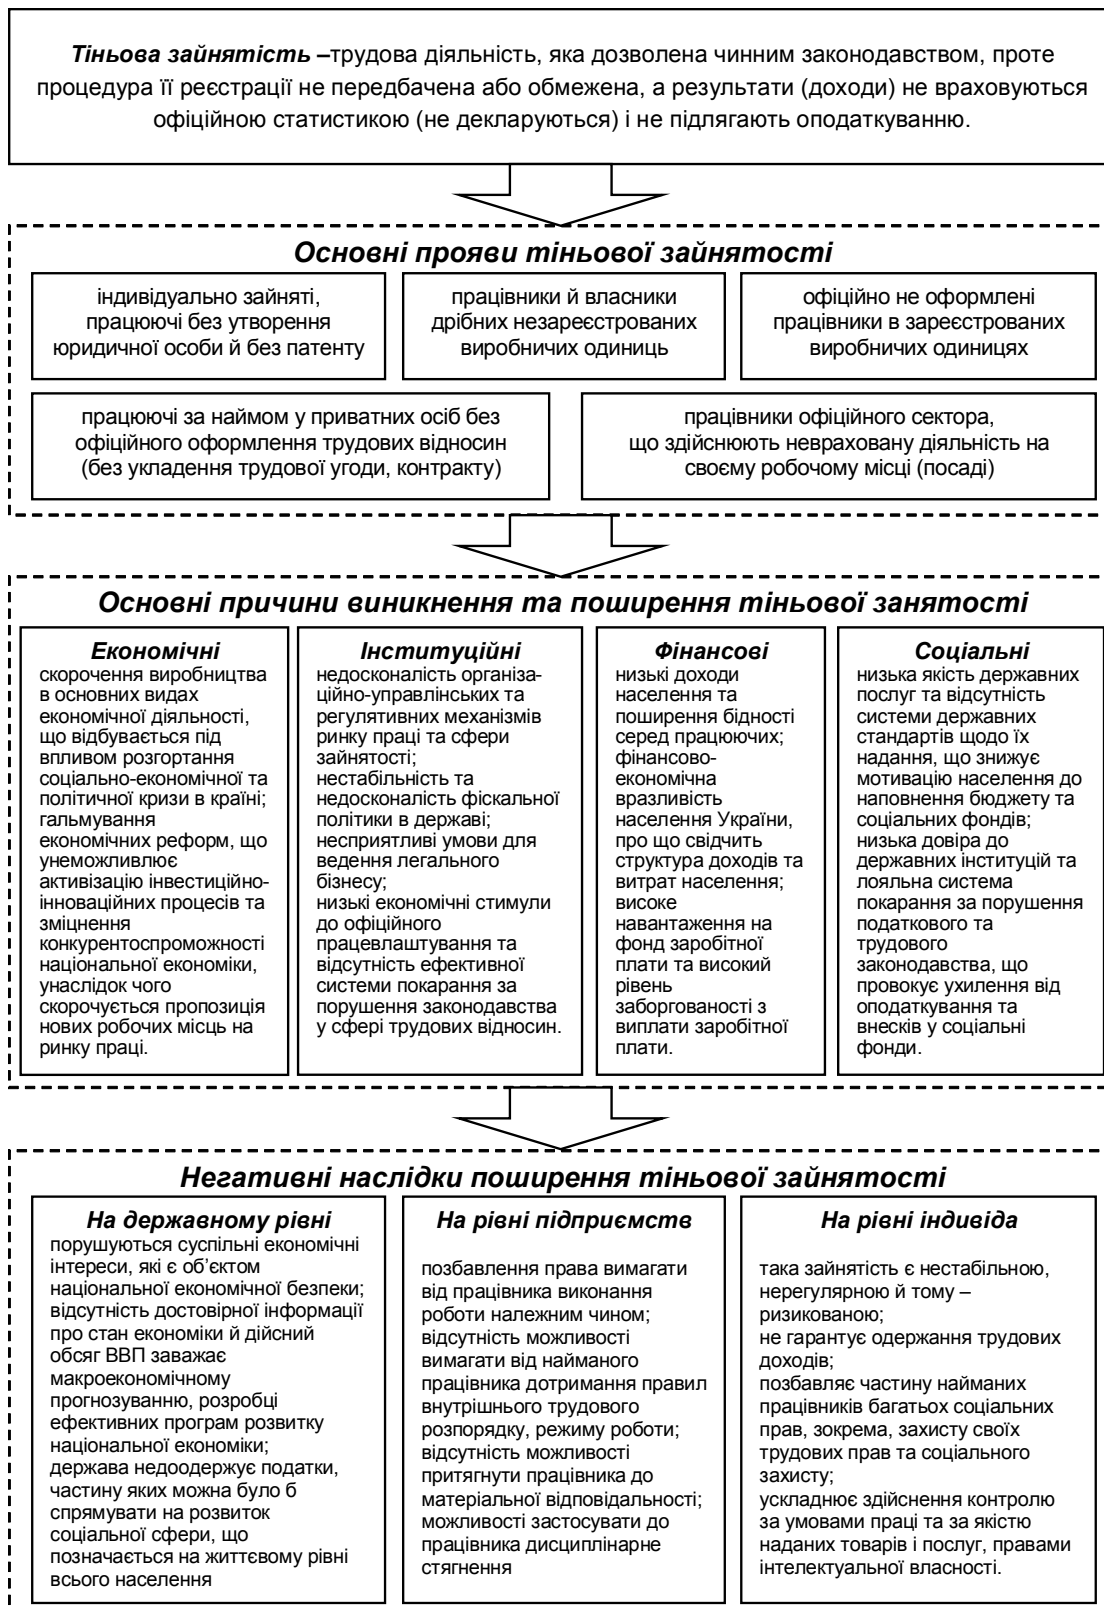 Тіньова зайнятість –трудова діяльність, яка дозволена чинним законодавством, проте
процедура її реєстрації не передбачена або обмежена, а результати (доходи) не враховуються
офіційною статистикою (не декларуються) і не підлягають оподаткуванню.
Основні прояви тіньової зайнятості
індивідуально зайняті,
працюючі без утворення
юридичної особи й без патенту
працівники й власники
дрібних незареєстрованих
виробничих одиниць
офіційно не оформлені
працівники в зареєстрованих
виробничих одиницях
працюючі за наймом у приватних осіб без
офіційного оформлення трудових відносин
(без укладення трудової угоди, контракту)
працівники офіційного сектора,
що здійснюють невраховану діяльність на
своєму робочому місці (посаді)
Основні причини виникнення та поширення тіньової занятості
Економічні
скорочення виробництва
в основних видах
економічної діяльності,
що відбувається під
впливом розгортання
соціально-економічної та
політичної кризи в країні;
гальмування
економічних реформ, що
унеможливлює
активізацію інвестиційно-
інноваційних процесів та
зміцнення
конкурентоспроможності
національної економіки,
унаслідок чого
скорочується пропозиція
нових робочих місць на
ринку праці.
Інституційні
недосконалість організа-
ційно-управлінських та
регулятивних механізмів
ринку праці та сфери
зайнятості;
нестабільність та
недосконалість фіскальної
політики в державі;
несприятливі умови для
ведення легального
бізнесу;
низькі економічні стимули
до офіційного
працевлаштування та
відсутність ефективної
системи покарання за
порушення законодавства
у сфері трудових відносин.
Фінансові
низькі доходи
населення та
поширення бідності
серед працюючих;
фінансово-
економічна
вразливість
населення України,
про що свідчить
структура доходів та
витрат населення;
високе
навантаження на
фонд заробітної
плати та високий
рівень
заборгованості з
виплати заробітної
плати.
Соціальні
низька якість державних
послуг та відсутність
системи державних
стандартів щодо їх
надання, що знижує
мотивацію населення до
наповнення бюджету та
соціальних фондів;
низька довіра до
державних інституцій та
лояльна система
покарання за порушення
податкового та
трудового
законодавства, що
провокує ухилення від
оподаткування та
внесків у соціальні
фонди.
Негативні наслідки поширення тіньової зайнятості
На державному рівні
порушуються суспільні економічні
інтереси, які є об’єктом
національної економічної безпеки;
відсутність достовірної інформації
про стан економіки й дійсний
обсяг ВВП заважає
макроекономічному
прогнозуванню, розробці
ефективних програм розвитку
національної економіки;
держава недоодержує податки,
частину яких можна було б
спрямувати на розвиток
соціальної сфери, що
позначається на життєвому рівні
всього населення
На рівні підприємств
позбавлення права вимагати
від працівника виконання
роботи належним чином;
відсутність можливості
вимагати від найманого
працівника дотримання правил
внутрішнього трудового
розпорядку, режиму роботи;
відсутність можливості
притягнути працівника до
матеріальної відповідальності;
можливості застосувати до
працівника дисциплінарне
стягнення
На рівні індивіда
така зайнятість є нестабільною,
нерегулярною й тому –
ризикованою;
не гарантує одержання трудових
доходів;
позбавляє частину найманих
працівників багатьох соціальних
прав, зокрема, захисту своїх
трудових прав та соціального
захисту;
ускладнює здійснення контролю
за умовами праці та за якістю
наданих товарів і послуг, правами
інтелектуальної власності.